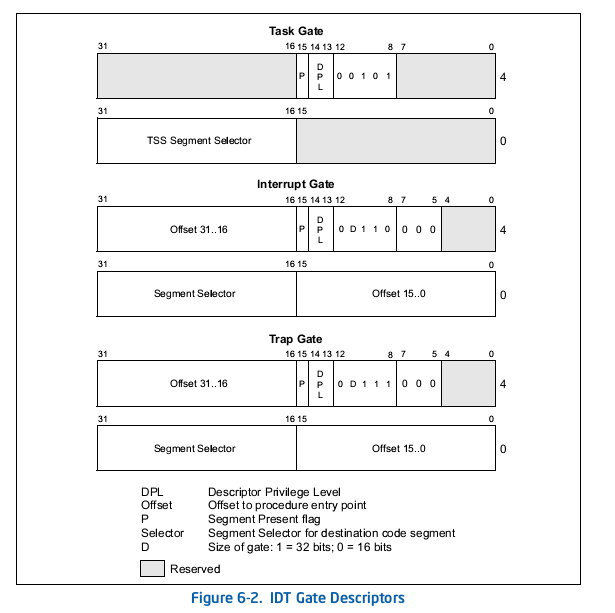 Task Gate
31 16 15 14 13 12 8 7 0
P D P L 0 0 1 0 1 4
31 16 15 0
TSS Segment Selector 0
Interrupt Gate
31 16 15 14 13 12 8 7 5 4 0
Offset 31..16 P D P L 0 D 1 1 0 0 0 0 4
31 16 15 0
Segment Selector Offset 15..0 0
Trap Gate
31 16 15 14 13 12 8 7 5 4 0
Offset 31..16 P D P L 0 D 1 1 1 0 0 0 4
31 16 15 0
Segment Selector Offset 15..0 0
DPL Descriptor Privilege Level
Offset Offset to procedure entry point
P Segment Present flag
Selector Segment Selector for destination code segment
D Size of gate: 1 = 32 bits; 0 = 16 bits
Reserved
Figure 6-2. IDT Gate Descriptors